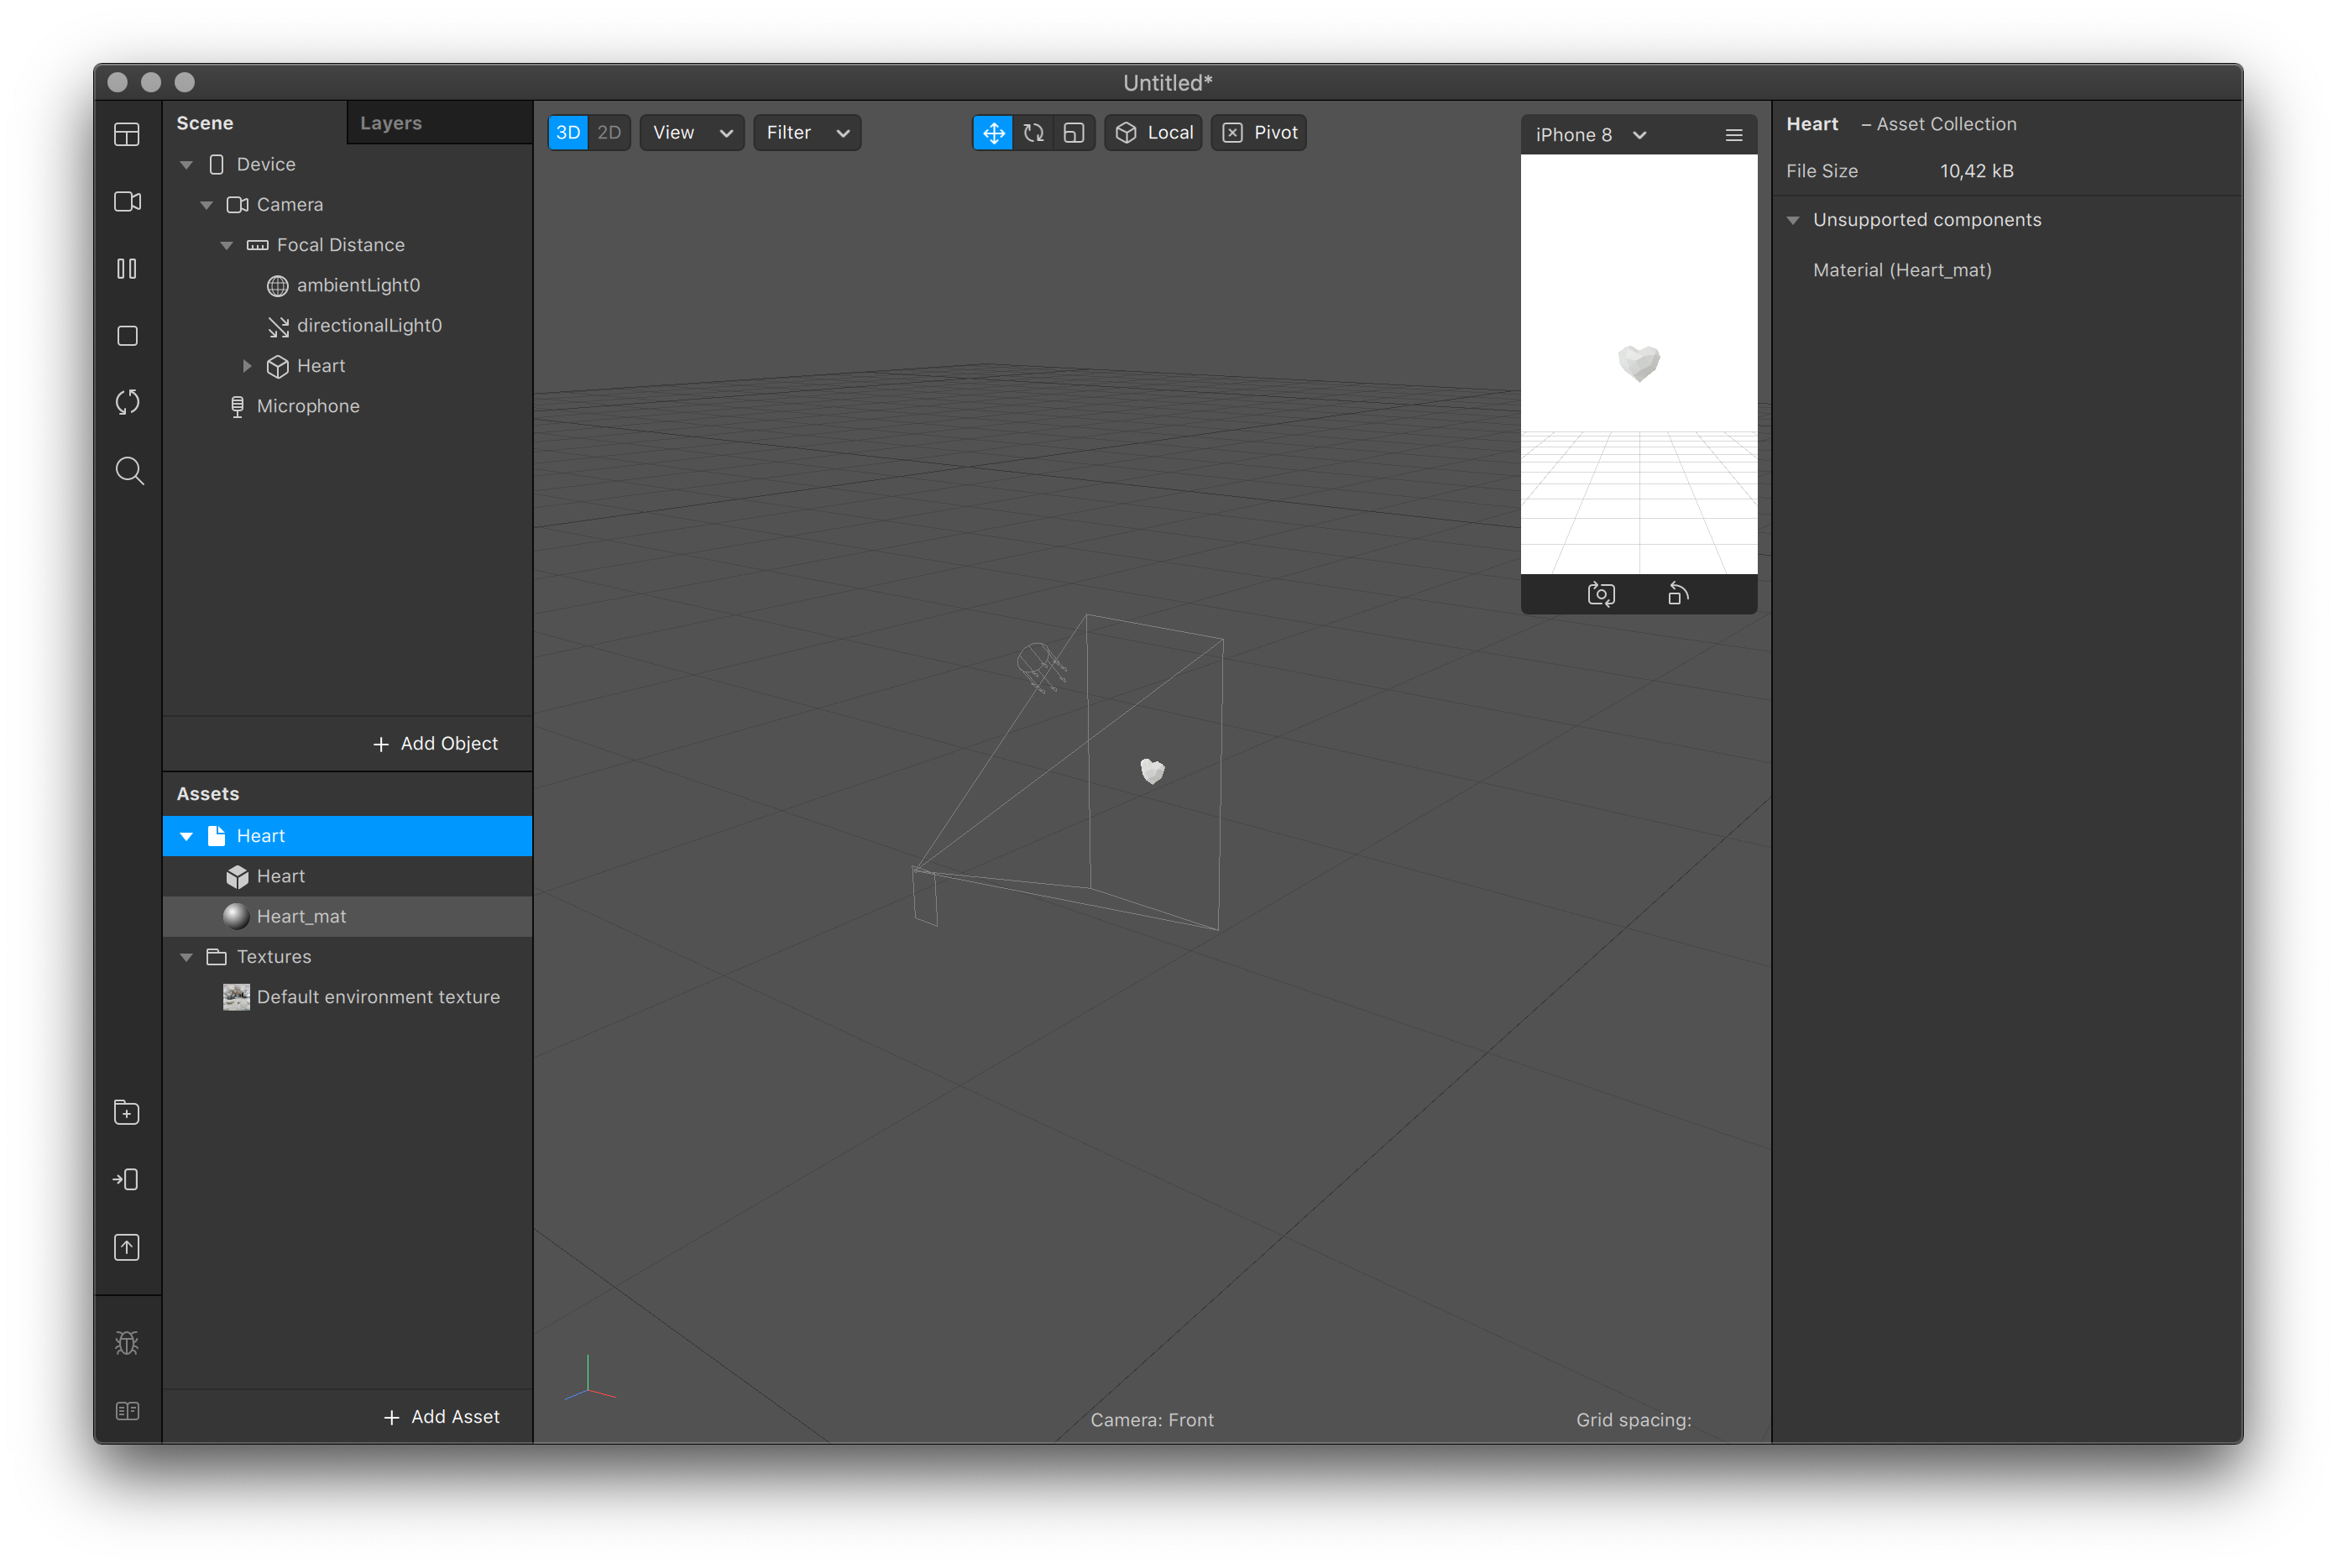 Untitled*
Scene
Layers
Device
Camera
Focal Distance
ambientLight0
directionalLight0
Heart
Microphone
+ Add Object
Assets
Heart
Heart
Heart_mat
Textures
Default environment texture
+ Add Asset
3D 2D View Filter Local Pivot
iPhone 8
Camera: Front
Grid spacing:
Heart – Asset Collection
File Size 10,42 kB
Unsupported components
Material (Heart_mat)